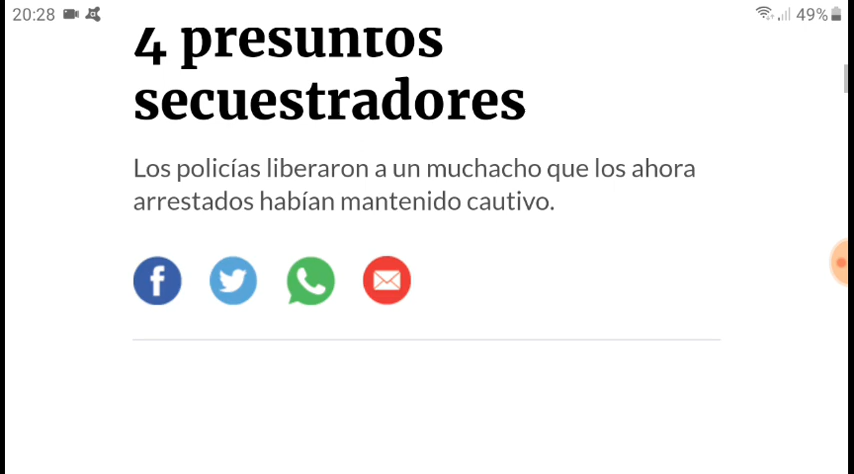 20:28 49%
4 presuntos
secuestradores
Los policías liberaron a un muchacho que los ahora
arrestados habían mantenido cautivo.